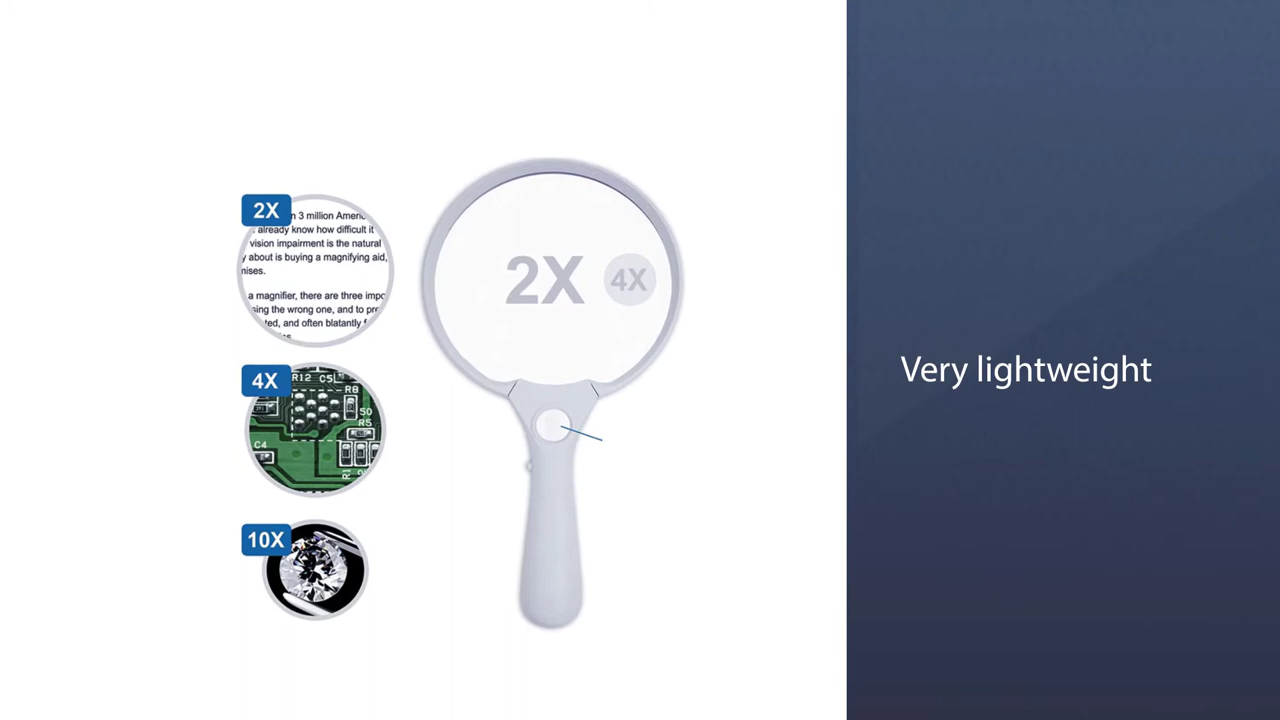 2X
n 3 million Americ
already know how difficult it
vision impairment is the natural
y about is buying a magnifying aid,
mises.
a magnifier, there are three impo
sing the wrong one, and to pre
ted, and often blatantly f
4X
R12 C5
R8
50
R5
C4
10X
2X
4X
Very lightweight